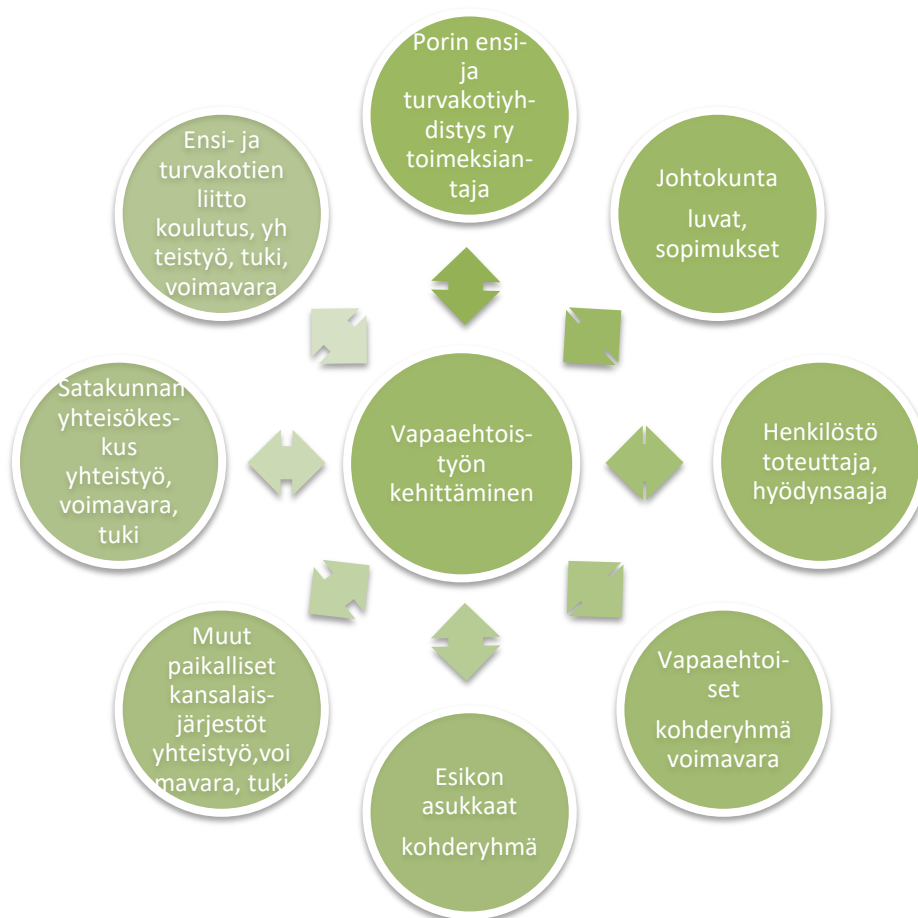 Porin ensi-
ja
turvakotiyh-
distys ry
toimeksian-
taja
Johtokunta
luvat,
sopimukset
Henkilöstö
toteuttaja,
hyödynsaaja
Vapaaehtoi-
set
kohderyhmä
voimavara
Esikon
asukkaat
kohderyhmä
Muut
paikalliset
kansalais-
järjestöt
yhteistyö,voi
mavara, tuki
Satakunnan
yhteisökes-
kus
yhteistyö,
voimavara,
tuki
Ensi- ja
turvakotien
liitto
koulutus, yh
teistyö, tuki,
voimavara
Vapaaehtois-
työn
kehittäminen